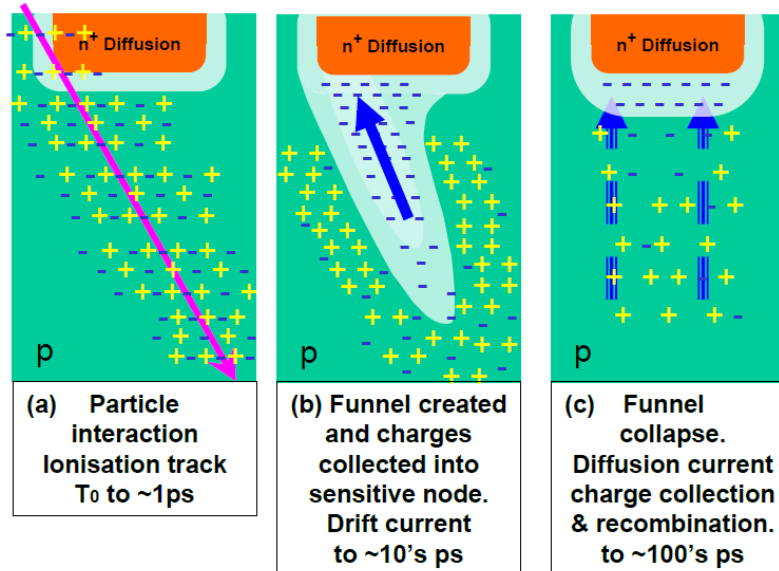 n+ Diffusion
p
(a) Particle
interaction
Ionisation track
T0 to ~1ps
n+ Diffusion
p
(b) Funnel created
and charges
collected into
sensitive node.
Drift current
to ~10's ps
n+ Diffusion
p
(c) Funnel
collapse.
Diffusion current
charge collection
& recombination.
to ~100's ps